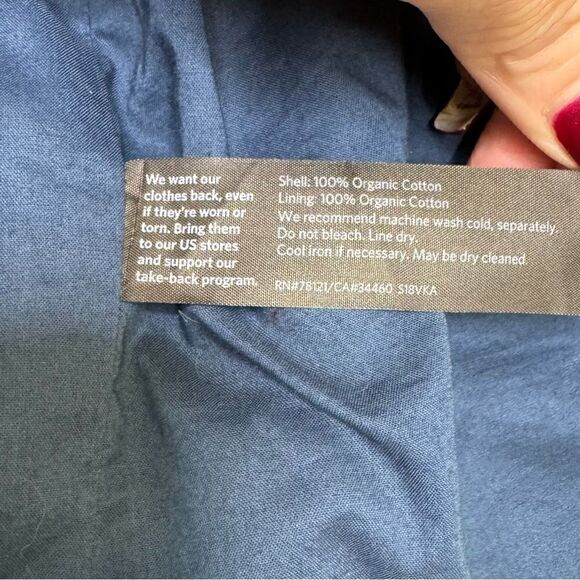 We want our
clothes back, even
if they're worn or
torn. Bring them
to our US stores
and support our
take-back program.
Shell: 100% Organic Cotton
Lining: 100% Organic Cotton
We recommend machine wash cold, separately.
Do not bleach. Line dry.
Cool iron if necessary. May be dry cleaned.
RN#78121/CA#34460 S18VKA